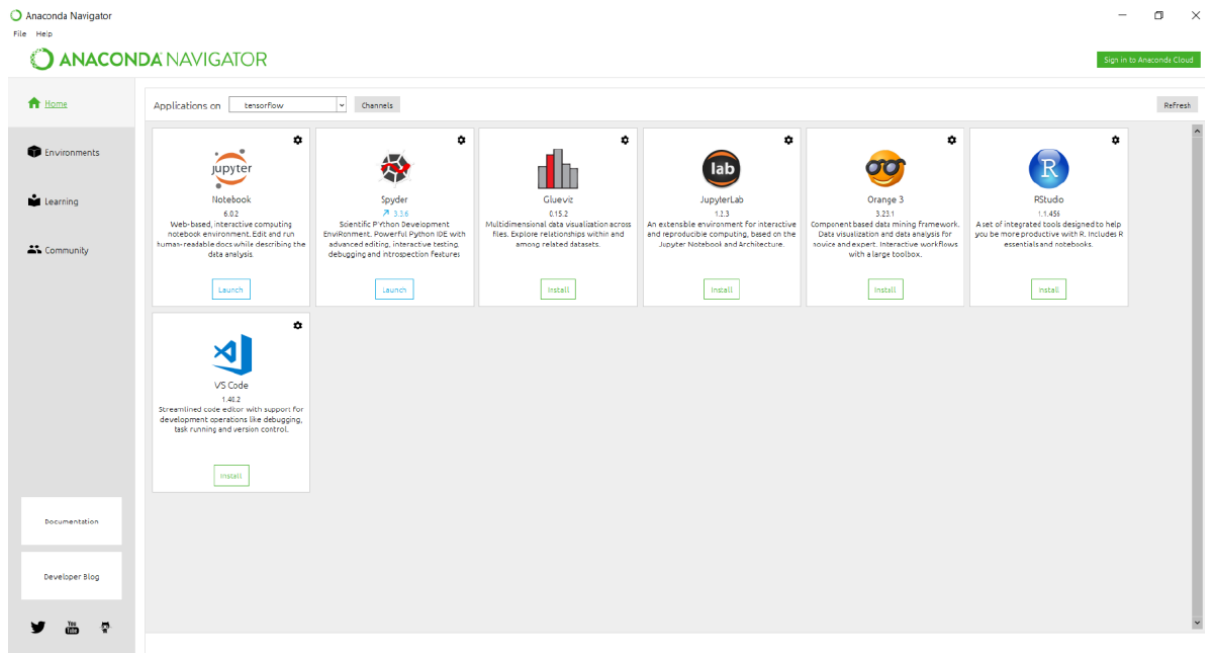 Anaconda Navigator
File Help
ANACONDA NAVIGATOR
Sign in to Anaconda Cloud
Home
Environments
Learning
Community
Documentation
Developer Blog
You
Tube
Applications on tensorflow Channels Refresh
jupyter
Notebook
6.0.2
Web-based, interactive computing
notebook environment. Edit and run
human-readable docs while describing the
data analysis.
Launch
Spyder
3.3.6
Scientific PYthon Development
EnviRonment. Powerful Python IDE with
advanced editing, interactive testing,
debugging and introspection features
Launch
Glueviz
0.15.2
Multidimensional data visualization across
files. Explore relationships within and
among related datasets.
Install
lab
JupyterLab
1.2.3
An extensible environment for interactive
and reproducible computing, based on the
Jupyter Notebook and Architecture.
Install
Orange 3
3.23.1
Component based data mining framework.
Data visualization and data analysis for
novice and expert. Interactive workflows
with a large toolbox.
Install
R
RStudio
1.1.456
A set of integrated tools designed to help
you be more productive with R. Includes R
essentials and notebooks.
Install
VS Code
1.40.2
Streamlined code editor with support for
development operations like debugging,
task running and version control.
Install